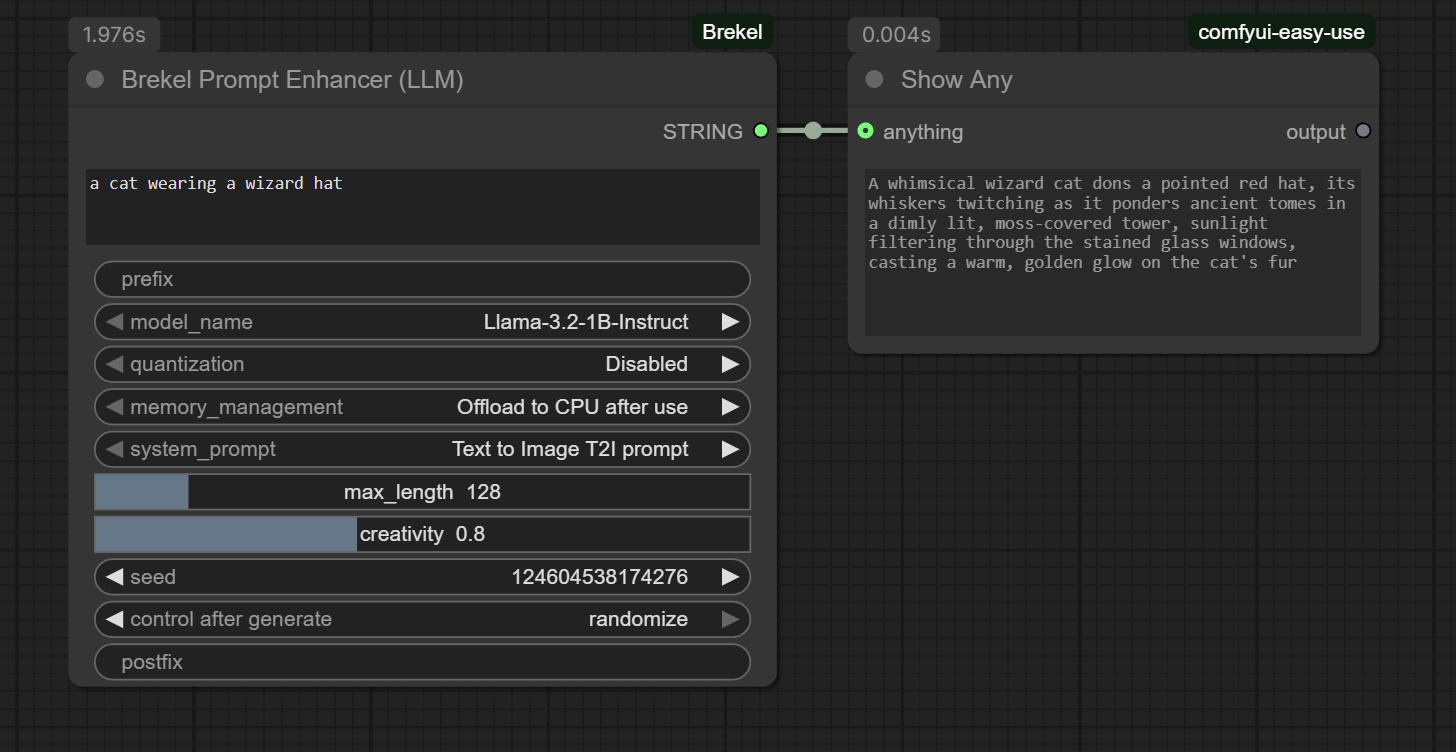 1.976s
Brekel
Brekel Prompt Enhancer (LLM)
STRING
a cat wearing a wizard hat
prefix
model_name Llama-3.2-1B-Instruct
quantization Disabled
memory_management Offload to CPU after use
system_prompt Text to Image T2I prompt
max_length 128
creativity 0.8
seed 124604538174276
control after generate randomize
postfix
0.004s
comfyui-easy-use
Show Any
anything output
A whimsical wizard cat dons a pointed red hat, its
whiskers twitching as it ponders ancient tomes in
a dimly lit, moss-covered tower, sunlight
filtering through the stained glass windows,
casting a warm, golden glow on the cat's fur